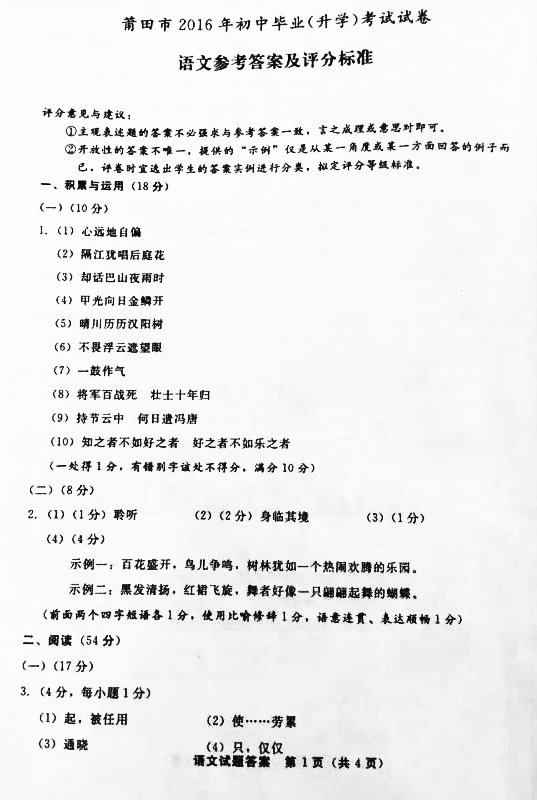 莆田市 2016 年初中毕业(升学)考试试卷
语文参考答案及评分标准
评分意见与建议:
①主观表述题的答案不必强求与参考答案一致,言之成理或意思对即可。
②开放性的答案不唯一,提供的“示例”仅是从某一角度或某一方面回答的例子而
已,评卷时宜选出学生的答案实例进行分类,拟定评分等级标准。
一、积累与运用(18 分)
(一)(10 分)
1.(1)心远地自偏
(2)隔江犹唱后庭花
(3)却话巴山夜雨时
(4)甲光向日金鳞开
(5)晴川历历汉阳树
(6)不畏浮云遮望眼
(7)一鼓作气
(8)将军百战死 壮士十年归
(9)持节云中 何日遣冯唐
(10)知之者不如好之者 好之者不如乐之者
(一处得 1 分,有错别字该处不得分,满分 10 分)
(二)(8 分)
2.(1)(1 分)聆听 (2)(2 分)身临其境 (3)(1 分)
(4)(4 分)
示例一:百花盛开,鸟儿争鸣,树林犹如一个热闹欢腾的乐园。
示例二:黑发清扬,红裙飞旋,舞者好像一只翩翩起舞的蝴蝶。
(前面两个四字短语各 1 分,使用比喻修辞 1 分,语意连贯、表达顺畅 1 分)
二、阅读(54 分)
(一)(17 分)
3.(4 分,每小题 1 分)
(1)起,被任用 (2)使……劳累
(3)通晓 (4)只,仅仅
语文试题答案 第 1 页(共 4 页)